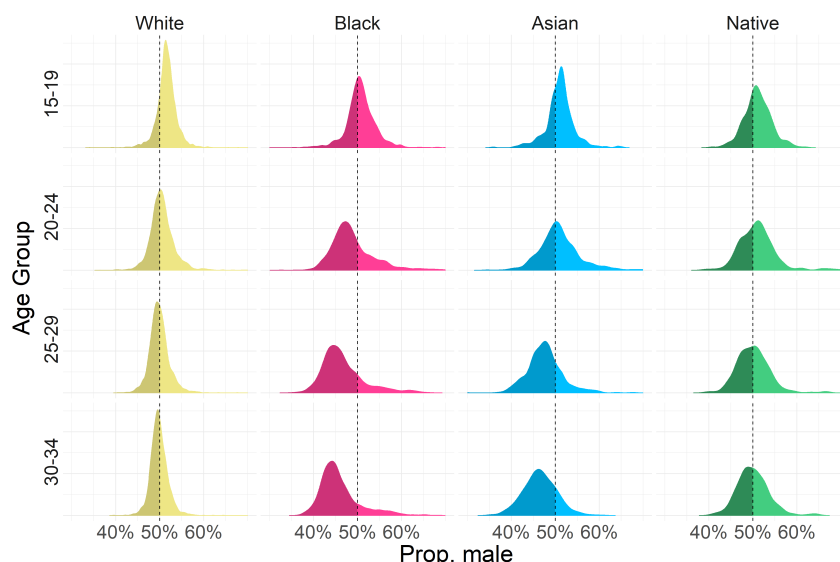 White Black Asian Native
15-19
20-24
25-29
30-34
Age Group
40% 50% 60% 40% 50% 60% 40% 50% 60% 40% 50% 60%
Prop. male